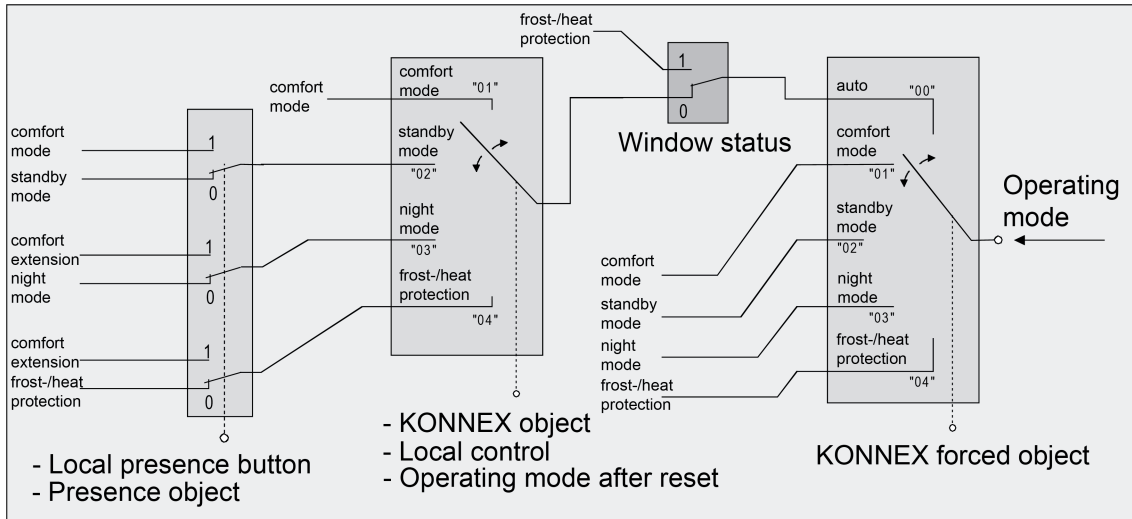 comfort
mode
standby
mode
comfort
extension
night
mode
comfort
extension
frost-/heat
protection
1
0
1
0
1
0
- Local presence button
- Presence object
comfort
mode
comfort
mode "01"
standby
mode
"02"
night
mode
"03"
frost-/heat
protection
"04"
- KONNEX object
- Local control
- Operating mode after reset
frost-/heat
protection
1
0
Window status
comfort
mode
standby
mode
night
mode
frost-/heat
protection
auto "00"
comfort
mode
"01"
standby
mode
"02"
night
mode
"03"
frost-/heat
protection
"04"
KONNEX forced object
Operating
mode